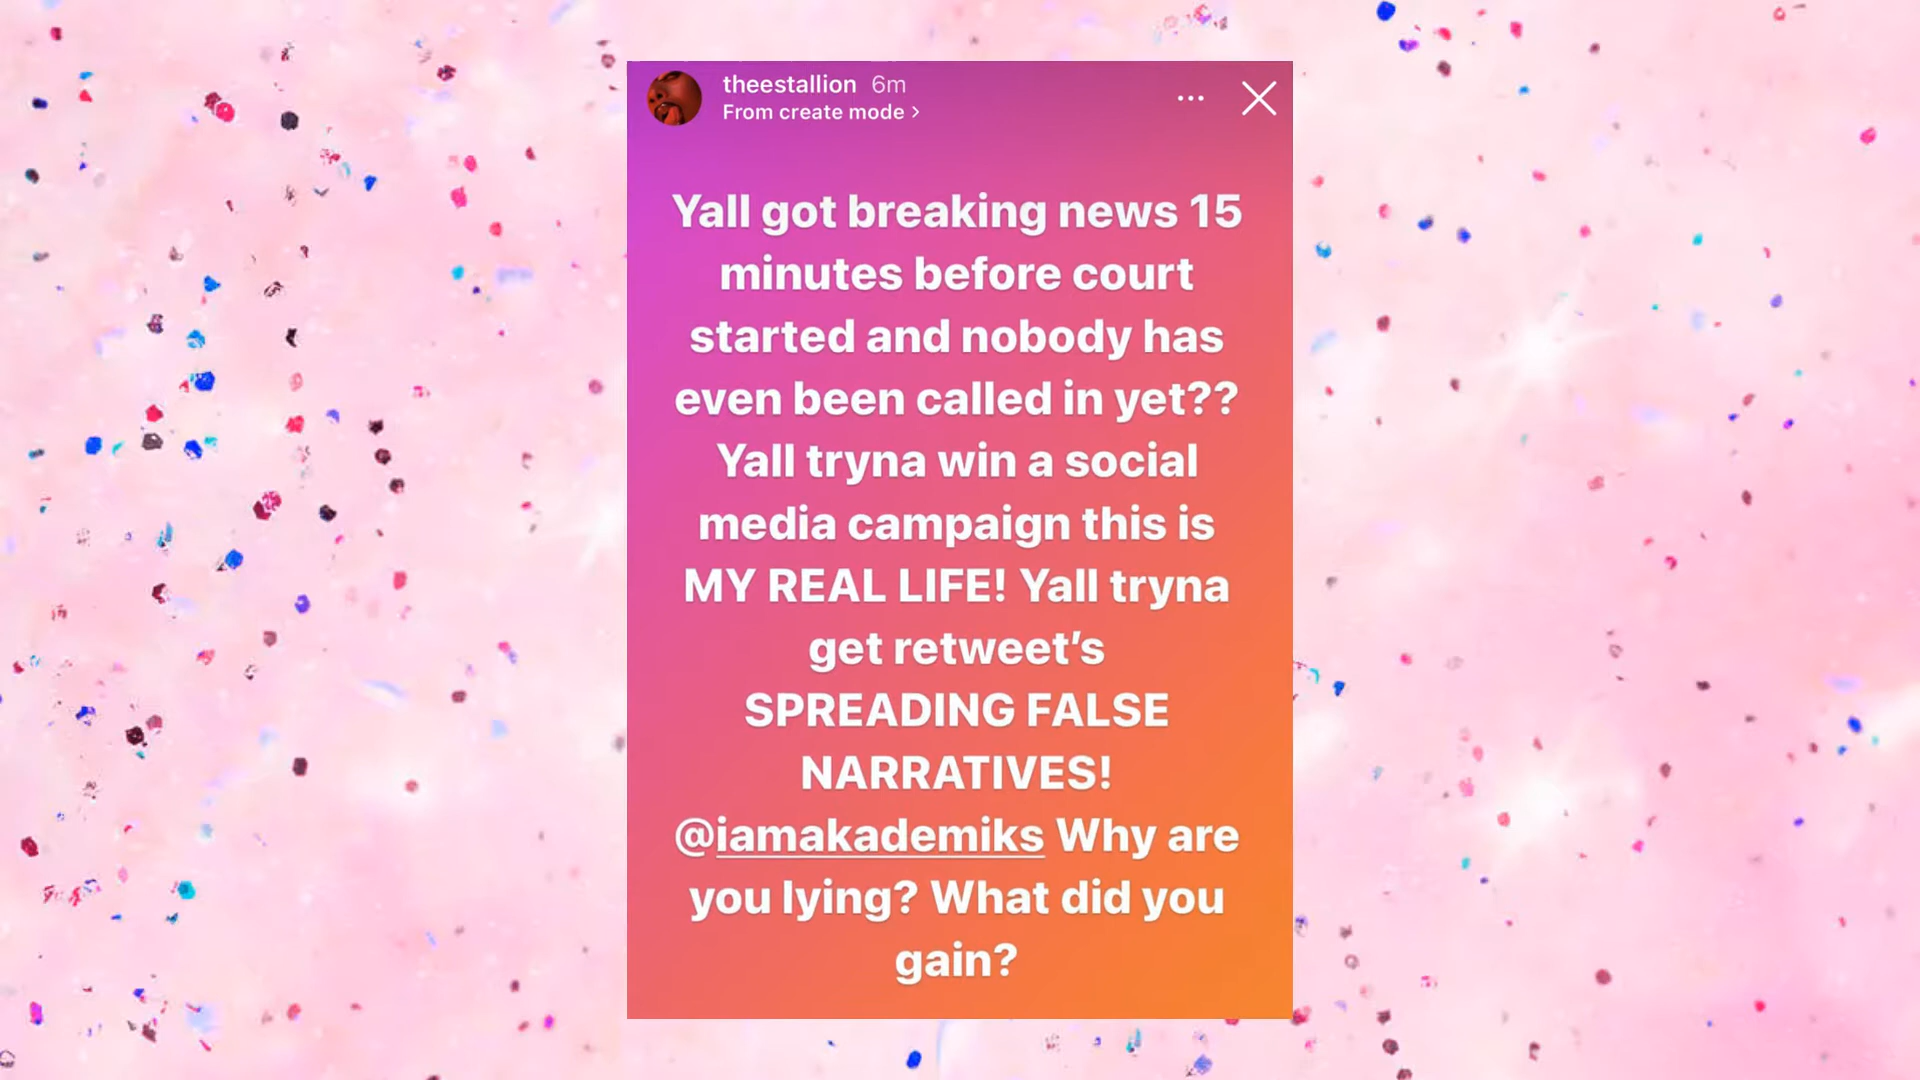 theestallion 6m
From create mode >
Yall got breaking news 15
minutes before court
started and nobody has
even been called in yet??
Yall tryna win a social
media campaign this is
MY REAL LIFE! Yall tryna
get retweet’s
SPREADING FALSE
NARRATIVES!
@iamakademiks Why are
you lying? What did you
gain?